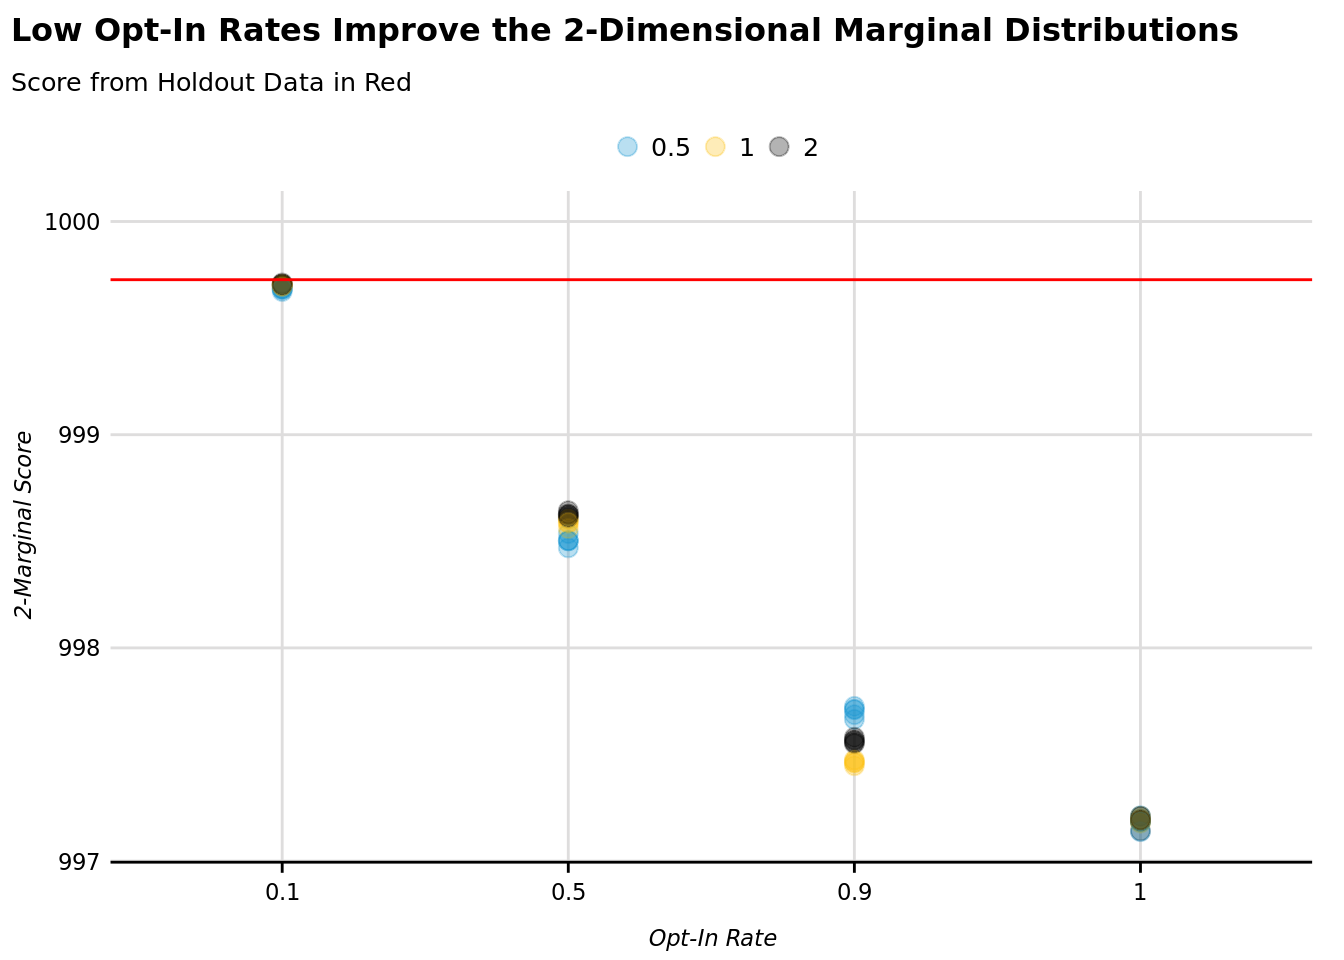 Low Opt-In Rates Improve the 2-Dimensional Marginal Distributions
Score from Holdout Data in Red
0.5 1 2
1000
999
998
997
2-Marginal Score
0.1 0.5 0.9 1
Opt-In Rate